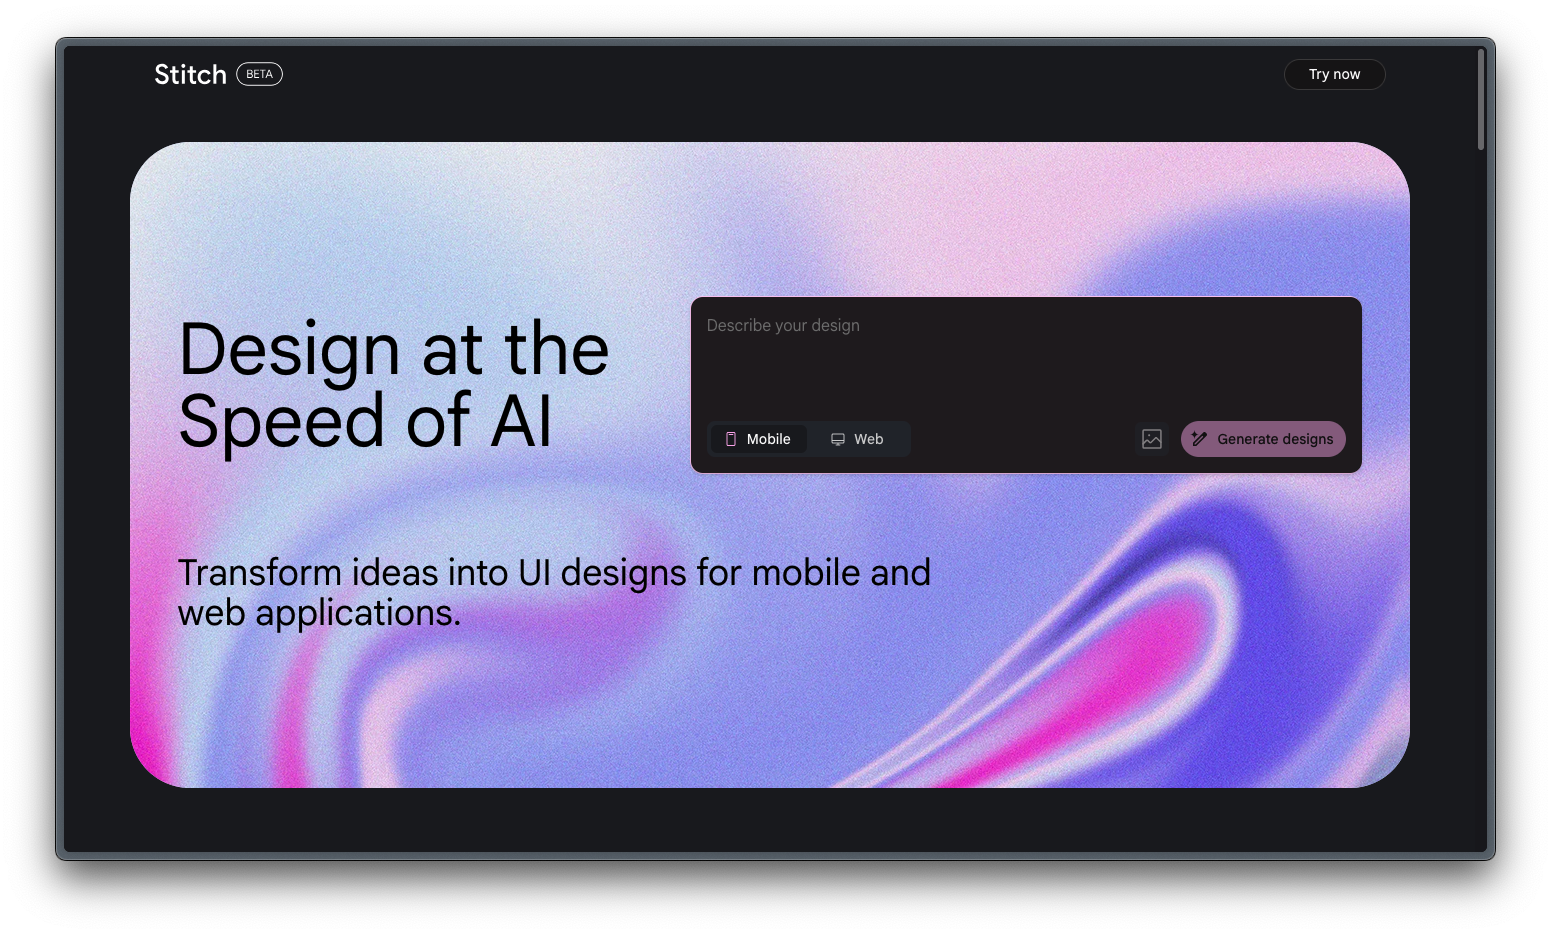 Stitch BETA
Try now
Design at the
Speed of AI
Describe your design
Mobile Web
Generate designs
Transform ideas into UI designs for mobile and
web applications.